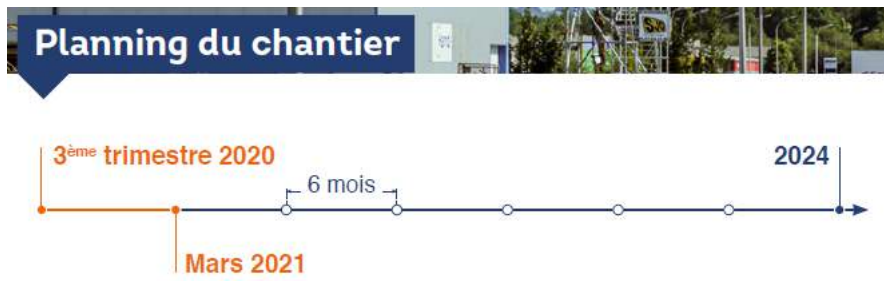 Planning du chantier
3ème trimestre 2020
2024
6 mois
Mars 2021